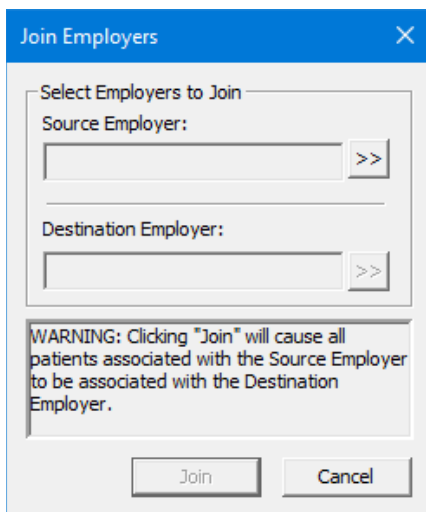 Join Employers
Select Employers to Join
Source Employer:
>>
Destination Employer:
>>
WARNING: Clicking "Join" will cause all
patients associated with the Source Employer
to be associated with the Destination
Employer.
Join Cancel